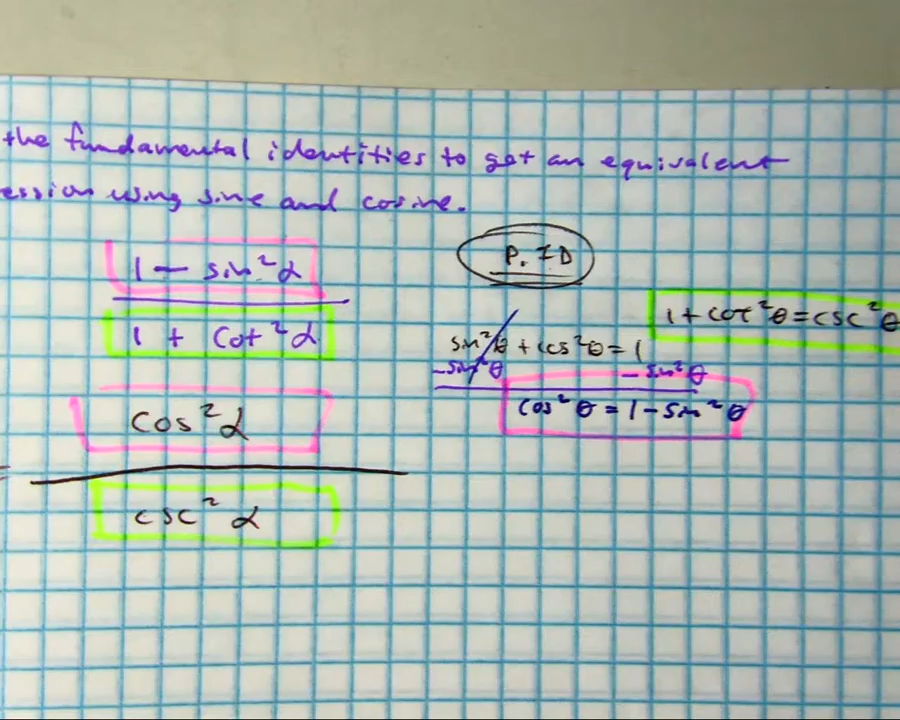 the fundamental identities to get an equivalent
ession using sine and cosine.
1 - sin²α
1 + cot²α
cos²α
csc²α
P. ID
sin²θ + cos²θ = 1
-sin²θ -sin²θ
cos²θ = 1 - sin²θ
1 + cot²θ = csc²θ